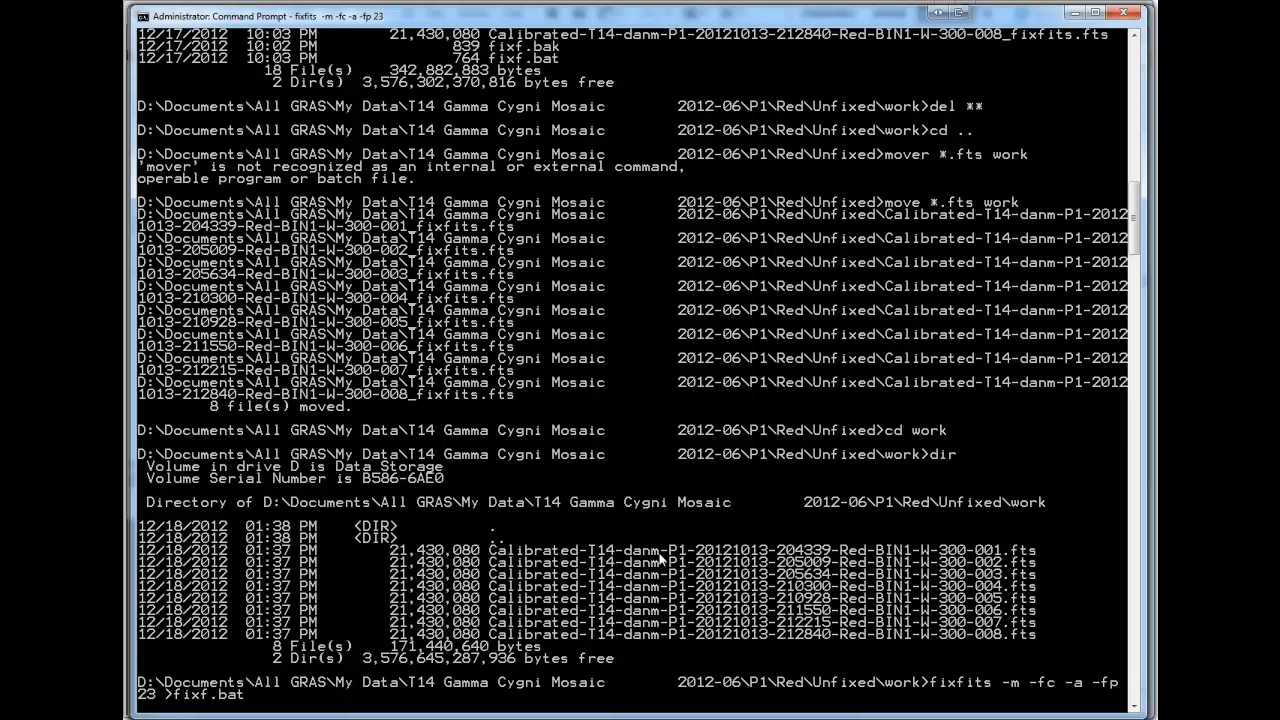 Administrator: Command Prompt - fixfits -m -fc -a -fp 23
12/17/2012  10:03 PM        21,430,080 Calibrated-T14-danm-P1-20121013-212840-Red-BIN1-W-300-008_fixfits.fts
12/17/2012  10:02 PM               839 fixf.bak
12/17/2012  10:03 PM               764 fixf.bat
18 File(s)    342,882,883 bytes
2 Dir(s)  3,576,302,370,816 bytes free
D:\Documents\All GRAS\My Data\T14 Gamma Cygni Mosaic        2012-06\P1\Red\Unfixed\work>del **
D:\Documents\All GRAS\My Data\T14 Gamma Cygni Mosaic        2012-06\P1\Red\Unfixed\work>cd ..
D:\Documents\All GRAS\My Data\T14 Gamma Cygni Mosaic        2012-06\P1\Red\Unfixed>mover *.fts work
'mover' is not recognized as an internal or external command,
operable program or batch file.
D:\Documents\All GRAS\My Data\T14 Gamma Cygni Mosaic        2012-06\P1\Red\Unfixed>move *.fts work
D:\Documents\All GRAS\My Data\T14 Gamma Cygni Mosaic        2012-06\P1\Red\Unfixed\Calibrated-T14-danm-P1-2012
1013-204339-Red-BIN1-W-300-001_fixfits.fts
D:\Documents\All GRAS\My Data\T14 Gamma Cygni Mosaic        2012-06\P1\Red\Unfixed\Calibrated-T14-danm-P1-2012
1013-205009-Red-BIN1-W-300-002_fixfits.fts
D:\Documents\All GRAS\My Data\T14 Gamma Cygni Mosaic        2012-06\P1\Red\Unfixed\Calibrated-T14-danm-P1-2012
1013-205634-Red-BIN1-W-300-003_fixfits.fts
D:\Documents\All GRAS\My Data\T14 Gamma Cygni Mosaic        2012-06\P1\Red\Unfixed\Calibrated-T14-danm-P1-2012
1013-210300-Red-BIN1-W-300-004_fixfits.fts
D:\Documents\All GRAS\My Data\T14 Gamma Cygni Mosaic        2012-06\P1\Red\Unfixed\Calibrated-T14-danm-P1-2012
1013-210928-Red-BIN1-W-300-005_fixfits.fts
D:\Documents\All GRAS\My Data\T14 Gamma Cygni Mosaic        2012-06\P1\Red\Unfixed\Calibrated-T14-danm-P1-2012
1013-211550-Red-BIN1-W-300-006_fixfits.fts
D:\Documents\All GRAS\My Data\T14 Gamma Cygni Mosaic        2012-06\P1\Red\Unfixed\Calibrated-T14-danm-P1-2012
1013-212215-Red-BIN1-W-300-007_fixfits.fts
D:\Documents\All GRAS\My Data\T14 Gamma Cygni Mosaic        2012-06\P1\Red\Unfixed\Calibrated-T14-danm-P1-2012
1013-212840-Red-BIN1-W-300-008_fixfits.fts
8 file(s) moved.
D:\Documents\All GRAS\My Data\T14 Gamma Cygni Mosaic        2012-06\P1\Red\Unfixed>cd work
D:\Documents\All GRAS\My Data\T14 Gamma Cygni Mosaic        2012-06\P1\Red\Unfixed\work>dir
Volume in drive D is Data Storage
Volume Serial Number is B586-6AE0
Directory of D:\Documents\All GRAS\My Data\T14 Gamma Cygni Mosaic        2012-06\P1\Red\Unfixed\work
12/18/2012  01:38 PM    <DIR>          .
12/18/2012  01:38 PM    <DIR>          ..
12/18/2012  01:37 PM        21,430,080 Calibrated-T14-danm-P1-20121013-204339-Red-BIN1-W-300-001.fts
12/18/2012  01:37 PM        21,430,080 Calibrated-T14-danm-P1-20121013-205009-Red-BIN1-W-300-002.fts
12/18/2012  01:37 PM        21,430,080 Calibrated-T14-danm-P1-20121013-205634-Red-BIN1-W-300-003.fts
12/18/2012  01:37 PM        21,430,080 Calibrated-T14-danm-P1-20121013-210300-Red-BIN1-W-300-004.fts
12/18/2012  01:37 PM        21,430,080 Calibrated-T14-danm-P1-20121013-210928-Red-BIN1-W-300-005.fts
12/18/2012  01:37 PM        21,430,080 Calibrated-T14-danm-P1-20121013-211550-Red-BIN1-W-300-006.fts
12/18/2012  01:37 PM        21,430,080 Calibrated-T14-danm-P1-20121013-212215-Red-BIN1-W-300-007.fts
12/18/2012  01:37 PM        21,430,080 Calibrated-T14-danm-P1-20121013-212840-Red-BIN1-W-300-008.fts
8 File(s)    171,440,640 bytes
2 Dir(s)  3,576,645,287,936 bytes free
D:\Documents\All GRAS\My Data\T14 Gamma Cygni Mosaic        2012-06\P1\Red\Unfixed\work>fixfits -m -fc -a -fp
23 >fixf.bat